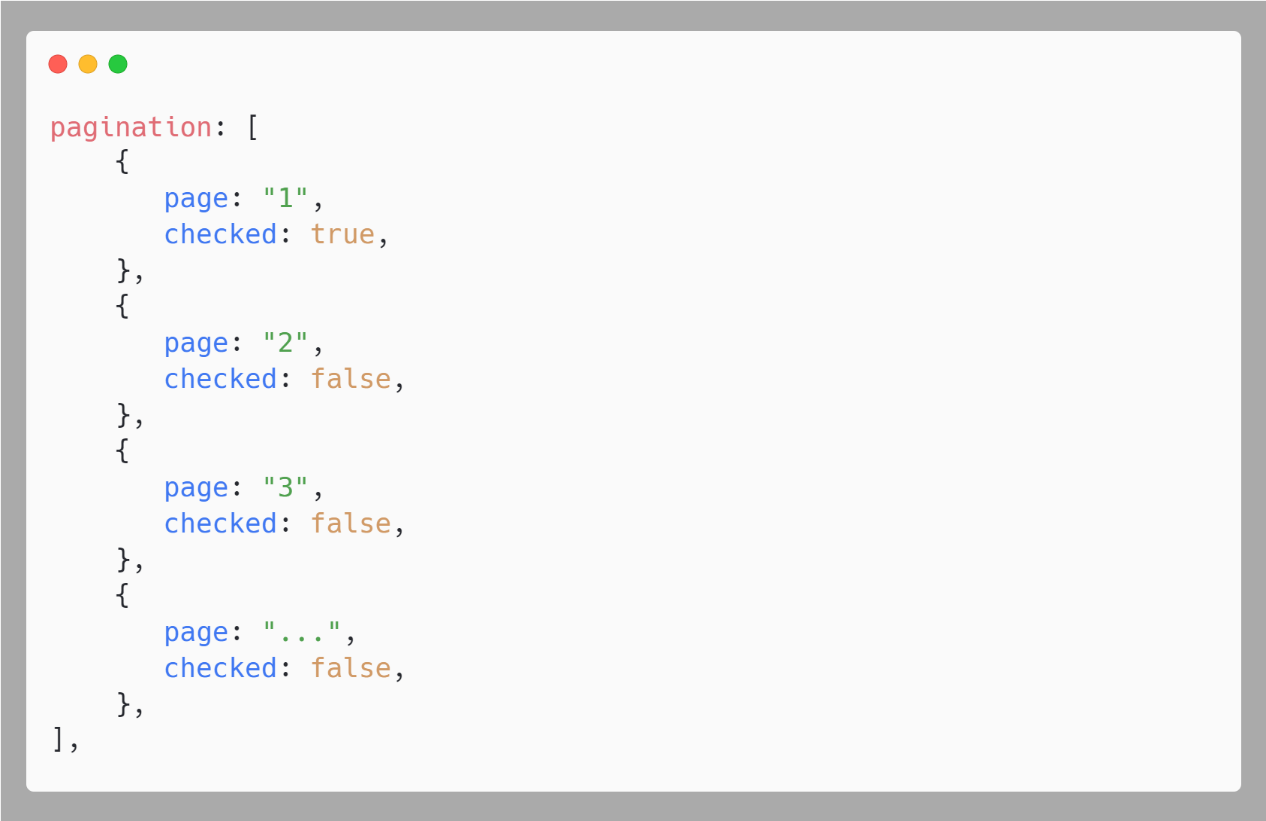 pagination: [
    {
       page: "1",
       checked: true,
    },
    {
       page: "2",
       checked: false,
    },
    {
       page: "3",
       checked: false,
    },
    {
       page: "...",
       checked: false,
    },
],